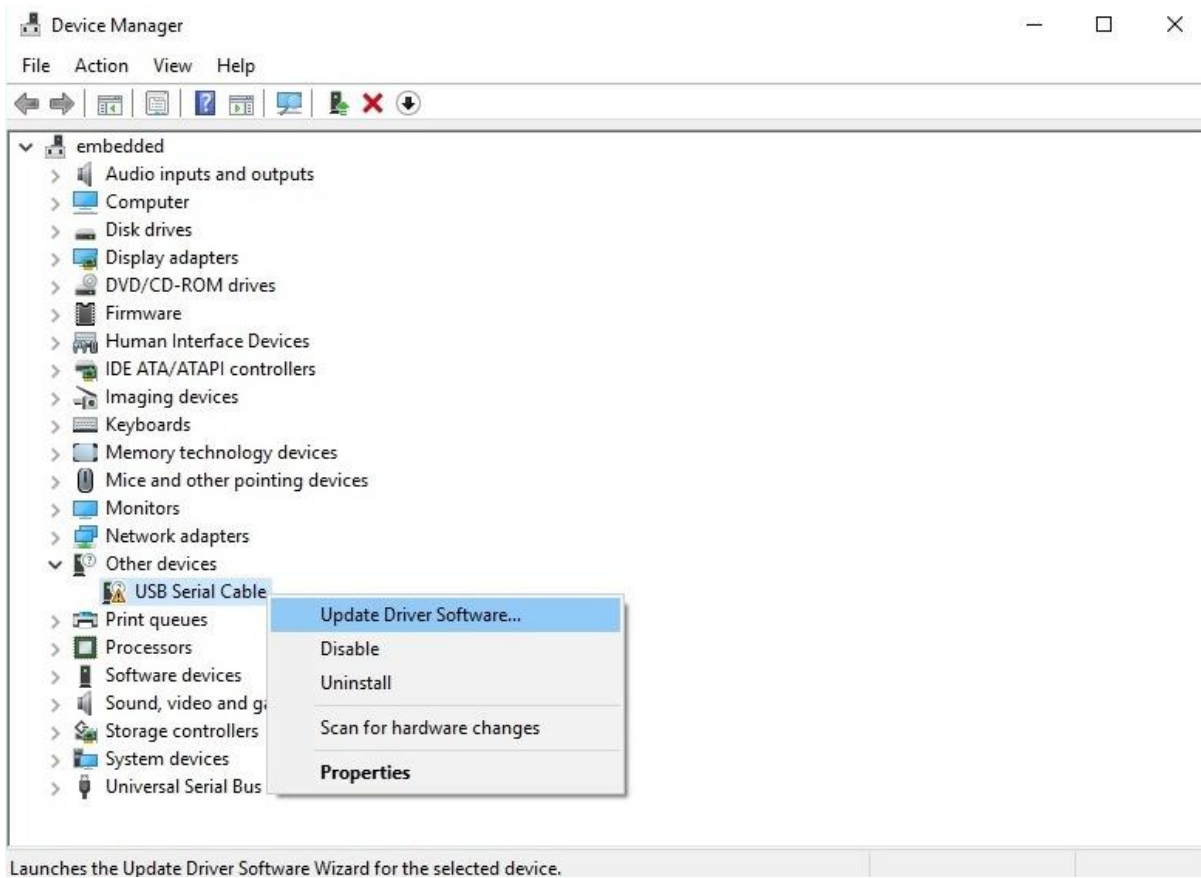 Device Manager
File Action View Help
embedded
Audio inputs and outputs
Computer
Disk drives
Display adapters
DVD/CD-ROM drives
Firmware
Human Interface Devices
IDE ATA/ATAPI controllers
Imaging devices
Keyboards
Memory technology devices
Mice and other pointing devices
Monitors
Network adapters
Other devices
USB Serial Cable
Print queues
Processors
Software devices
Sound, video and
Storage controllers
System devices
Universal Serial Bus
Update Driver Software...
Disable
Uninstall
Scan for hardware changes
Properties
Launches the Update Driver Software Wizard for the selected device.